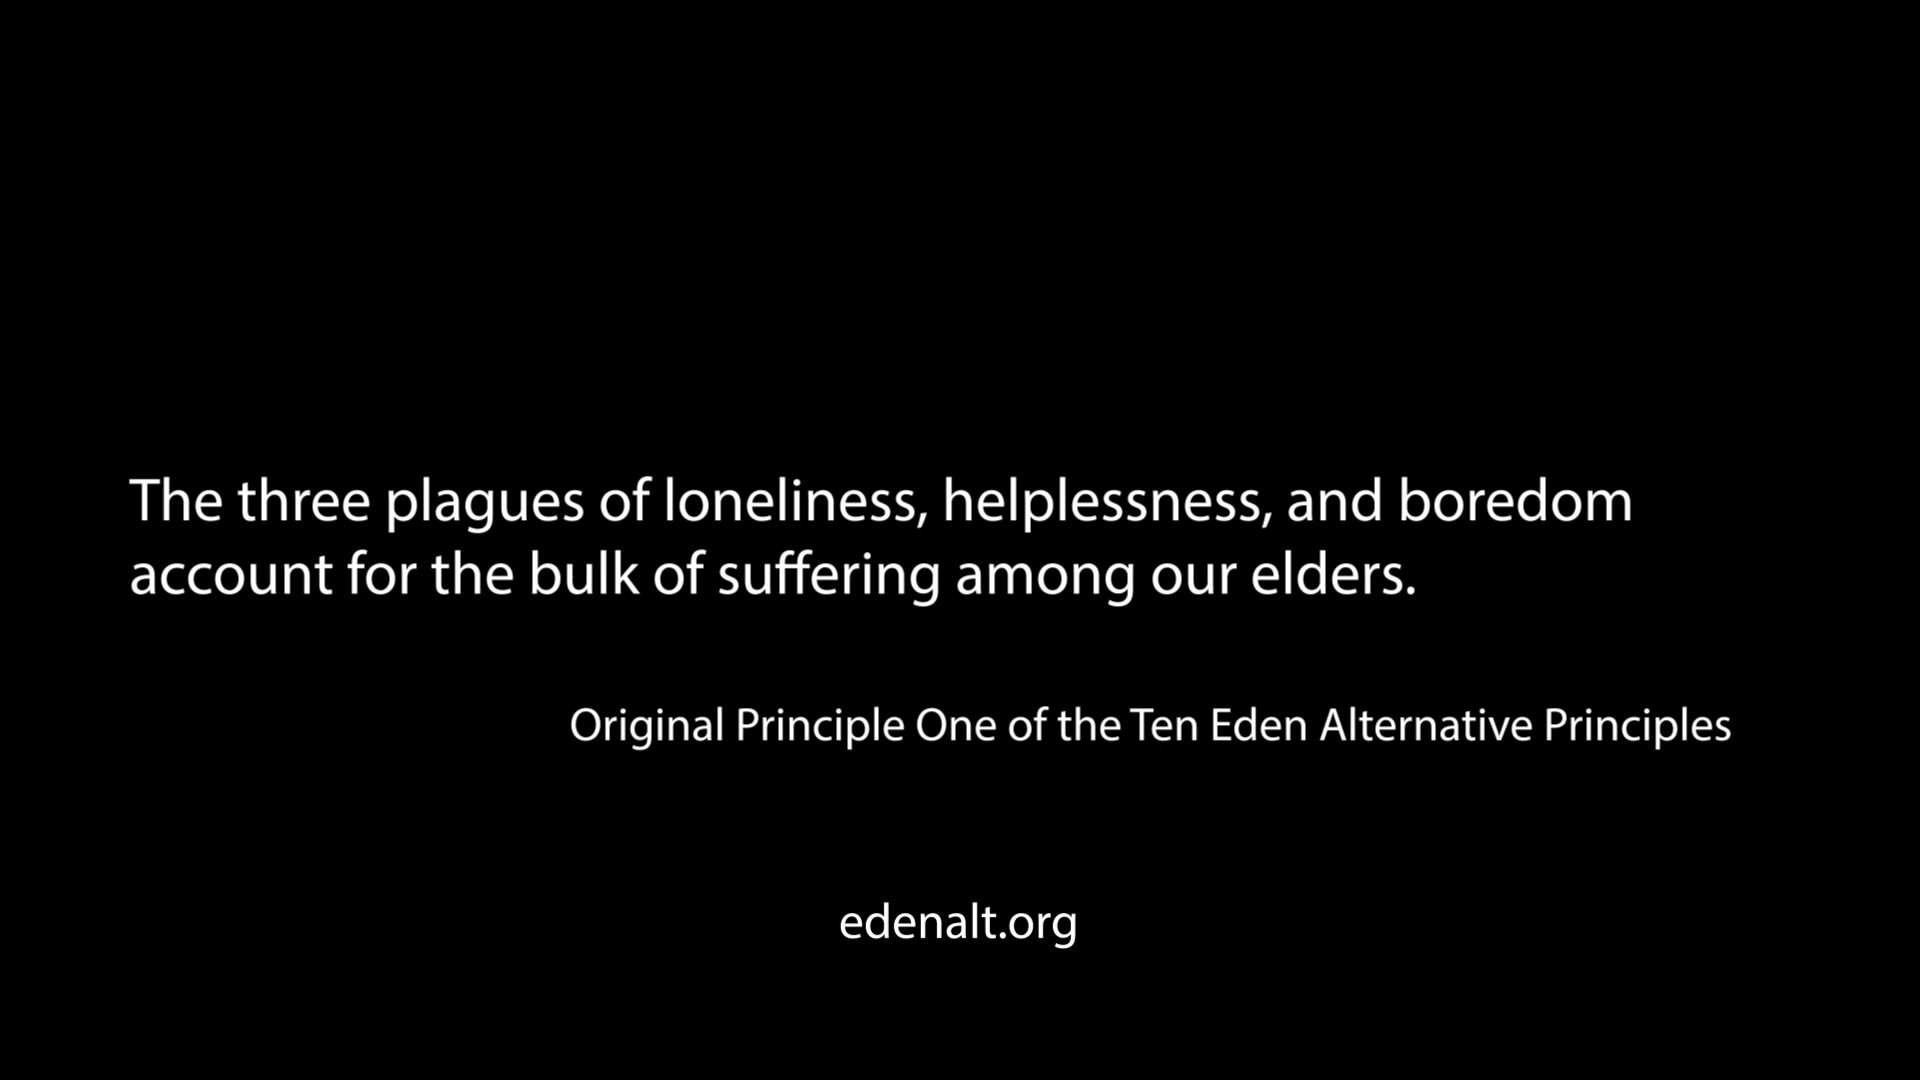 The three plagues of loneliness, helplessness, and boredom
account for the bulk of suffering among our elders.
Original Principle One of the Ten Eden Alternative Principles
edenalt.org